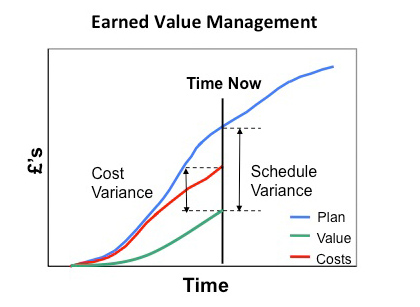 Earned Value Management
Time Now
£'s
Cost
Variance
Schedule
Variance
Plan
Value
Costs
Time